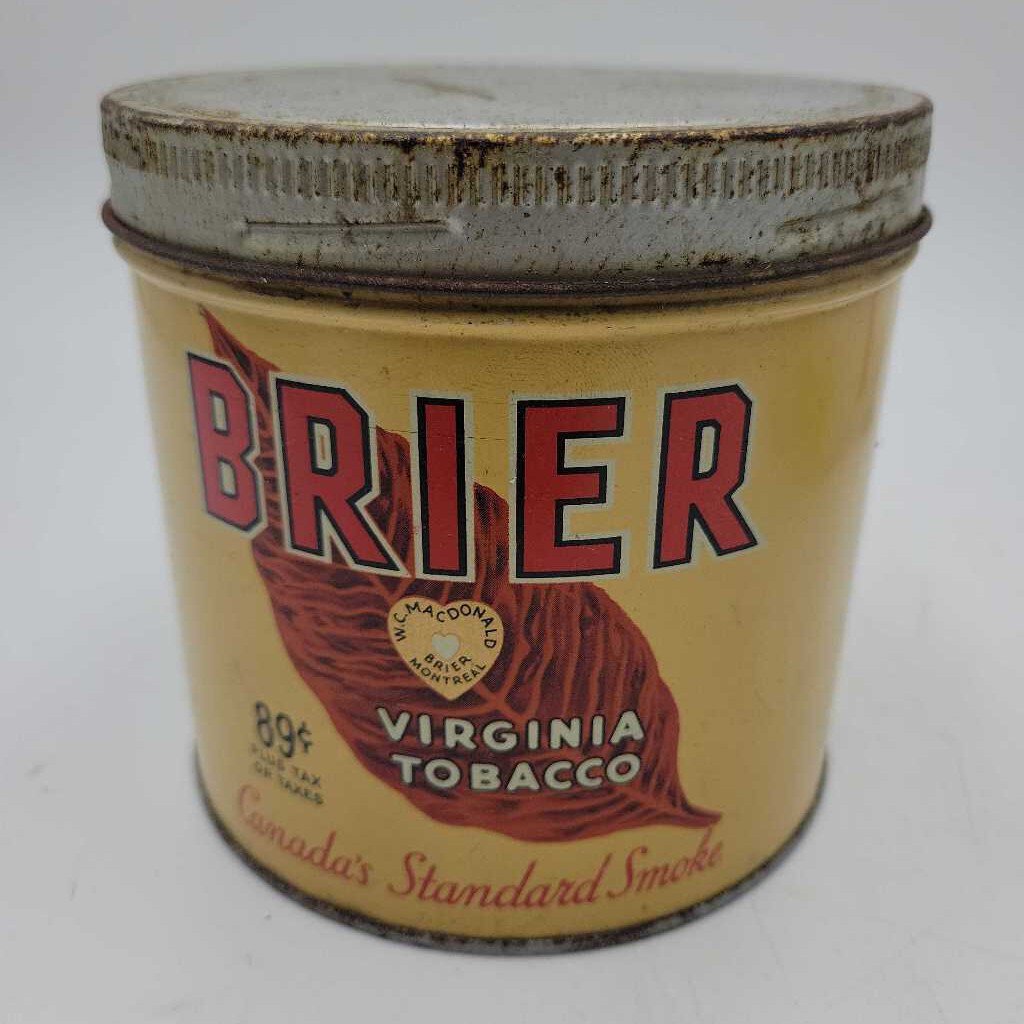 BRIER
W.C. MACDONALD
BRIER
MONTREAL
VIRGINIA
TOBACCO
89¢
PLUS TAX
OR TAXES
Canada's Standard Smoke